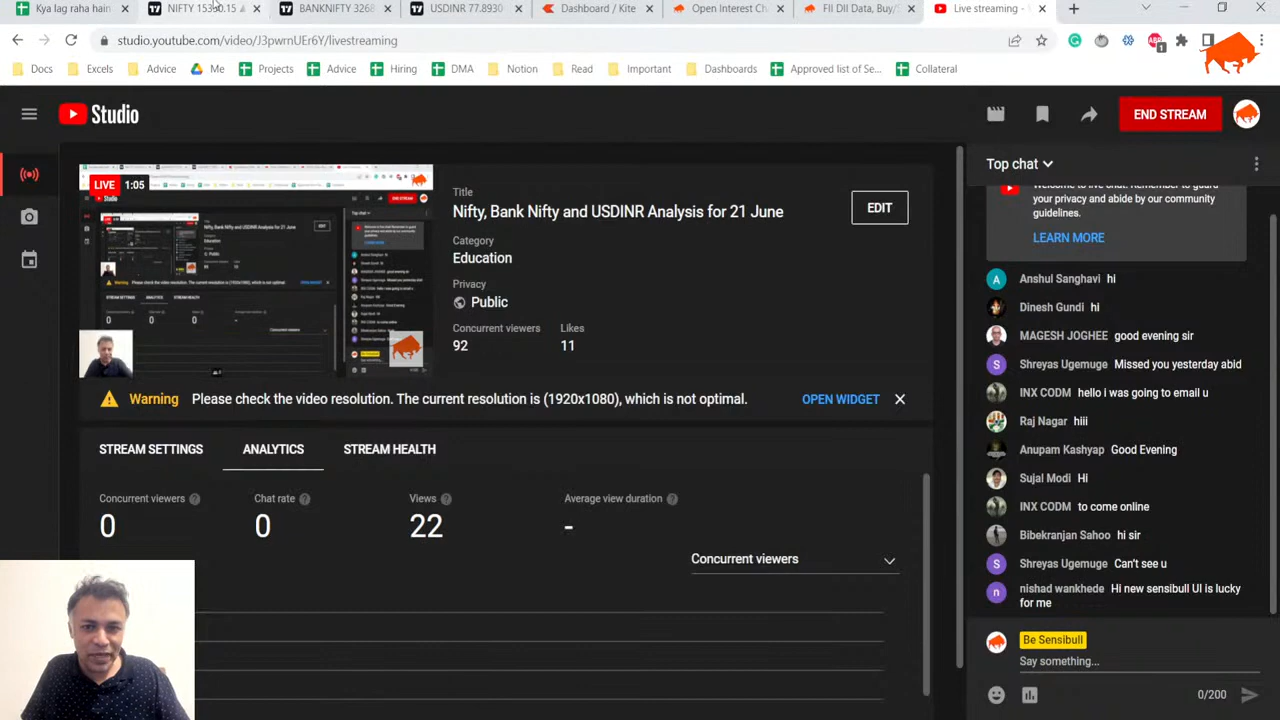 Kya lag raha hain
NIFTY 15350.15
BANKNIFTY 3268
USDINR 77.8930
Dashboard / Kite
Open Interest Ch
FII DII Data, Buy/
Live streaming -
studio.youtube.com/video/J3pwrnUEr6Y/livestreaming
1
Docs
Excels
Advice
Me
Projects
Advice
Hiring
DMA
Notion
Read
Important
Dashboards
Approved list of Se...
Collateral
Studio
END STREAM
LIVE 1:05
Title
Nifty, Bank Nifty and USDINR Analysis for 21 June
EDIT
Category
Education
Privacy
Public
Concurrent viewers
Likes
92
11
Warning Please check the video resolution. The current resolution is (1920x1080), which is not optimal.
OPEN WIDGET
STREAM SETTINGS
ANALYTICS
STREAM HEALTH
Concurrent viewers
Chat rate
Views
Average view duration
0
0
22
-
Concurrent viewers
Top chat
Welcome to live chat! Remember to guard
your privacy and abide by our community
guidelines.
LEARN MORE
A Anshul Sanghavi hi
Dinesh Gundi hi
MAGESH JOGHEE good evening sir
S Shreyas Ugemuge Missed you yesterday abid
INX CODM hello i was going to email u
Raj Nagar hiii
Anupam Kashyap Good Evening
Sujal Modi Hi
INX CODM to come online
Bibekranjan Sahoo hi sir
S Shreyas Ugemuge Can't see u
n nishad wankhede Hi new sensibull UI is lucky
for me
Be Sensibull
Say something...
0/200